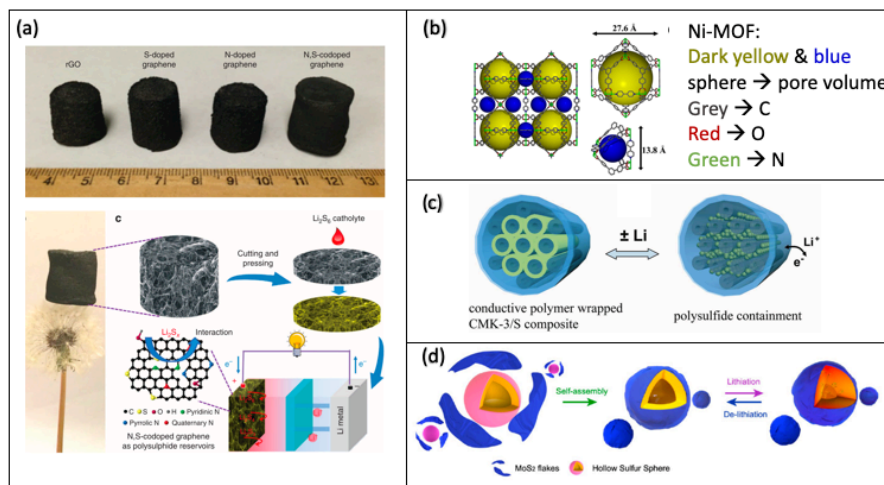 (a)
rGO
S-doped
graphene
N-doped
graphene
N,S-codoped
graphene
4 5 6 7 8 9 10 11 12 13
c
Li₂S₆ catholyte
Cutting and
pressing
Li₂Sₓ
Interaction
e⁻
e⁻
Li metal
C S O H Pyridinic N
Pyrrolic N Quaternary N
N,S-codoped graphene
as polysulphide reservoirs
(b)
27.6 Å
13.8 Å
Ni-MOF:
Dark yellow & blue
sphere → pore volume
Grey → C
Red → O
Green → N
(c)
± Li
Li⁺
e⁻
conductive polymer wrapped
CMK-3/S composite
polysulfide containment
(d)
Self-assembly
Lithiation
De-lithiation
MoS₂ flakes
Hollow Sulfur Sphere